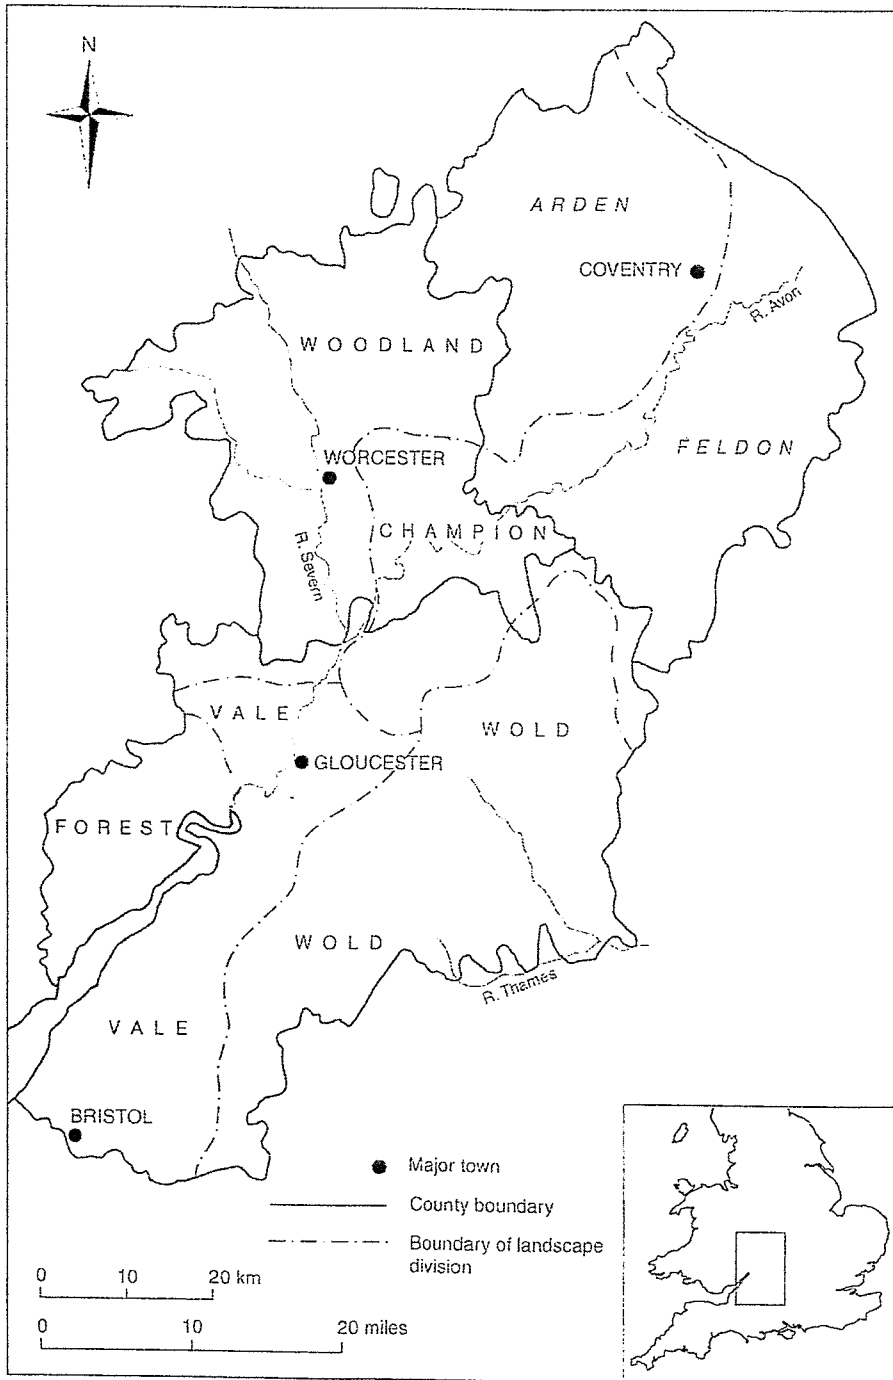 N
ARDEN
COVENTRY
R. Avon
WOODLAND
FELDON
WORCESTER
CHAMPION
R. Severn
VALE
WOLD
GLOUCESTER
FOREST
WOLD
R. Thames
VALE
BRISTOL
Major town
County boundary
Boundary of landscape
division
0 10 20 km
0 10 20 miles